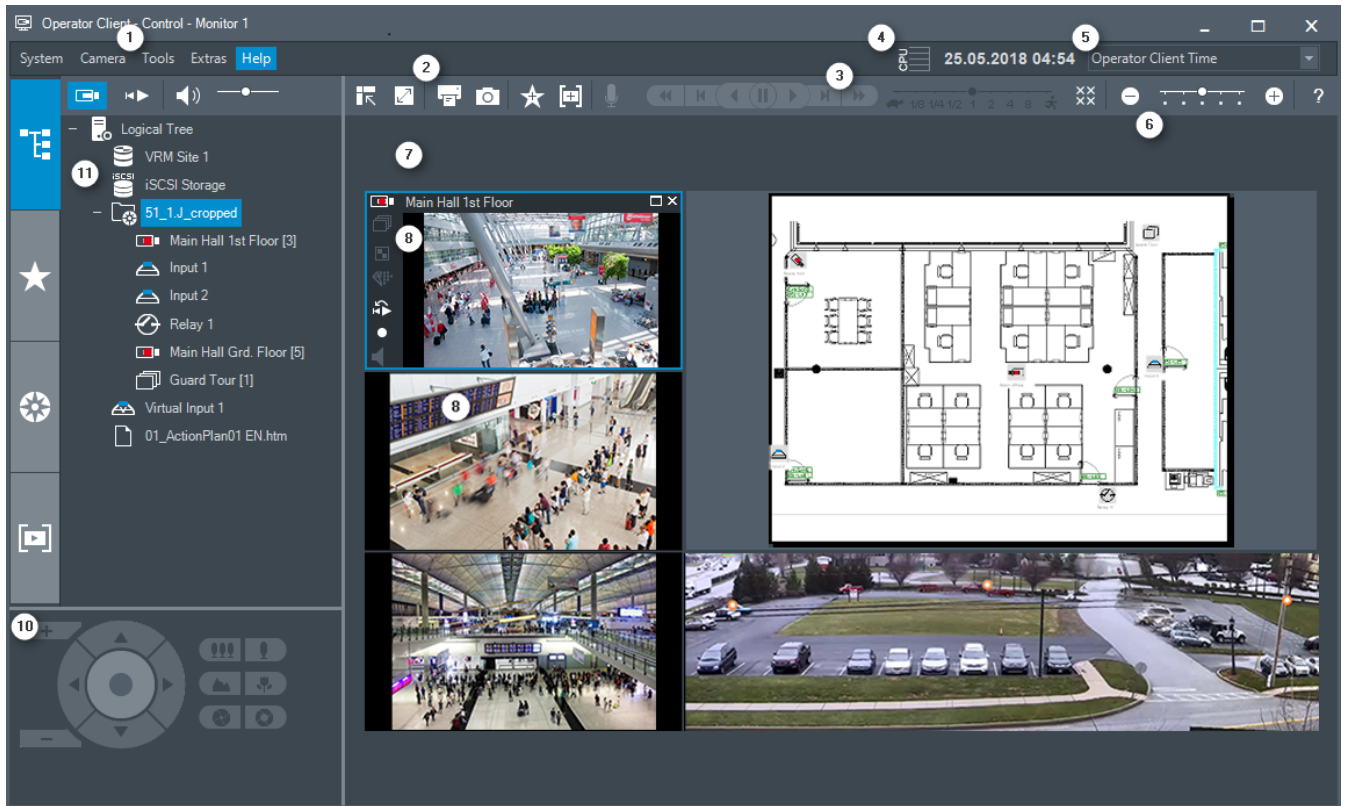 Operator Client - Control - Monitor 1
1
4
5
System Camera Tools Extras Help
CPU
25.05.2018 04:54
Operator Client Time
2
3
1/8 1/4 1/2 1 2 4 8
?
6
Logical Tree
VRM Site 1
11
iSCSI
iSCSI Storage
51_1.J_cropped
Main Hall 1st Floor [3]
Input 1
Input 2
Relay 1
Main Hall Grd. Floor [5]
Guard Tour [1]
Virtual Input 1
01_ActionPlan01 EN.htm
7
Main Hall 1st Floor
8
8
10